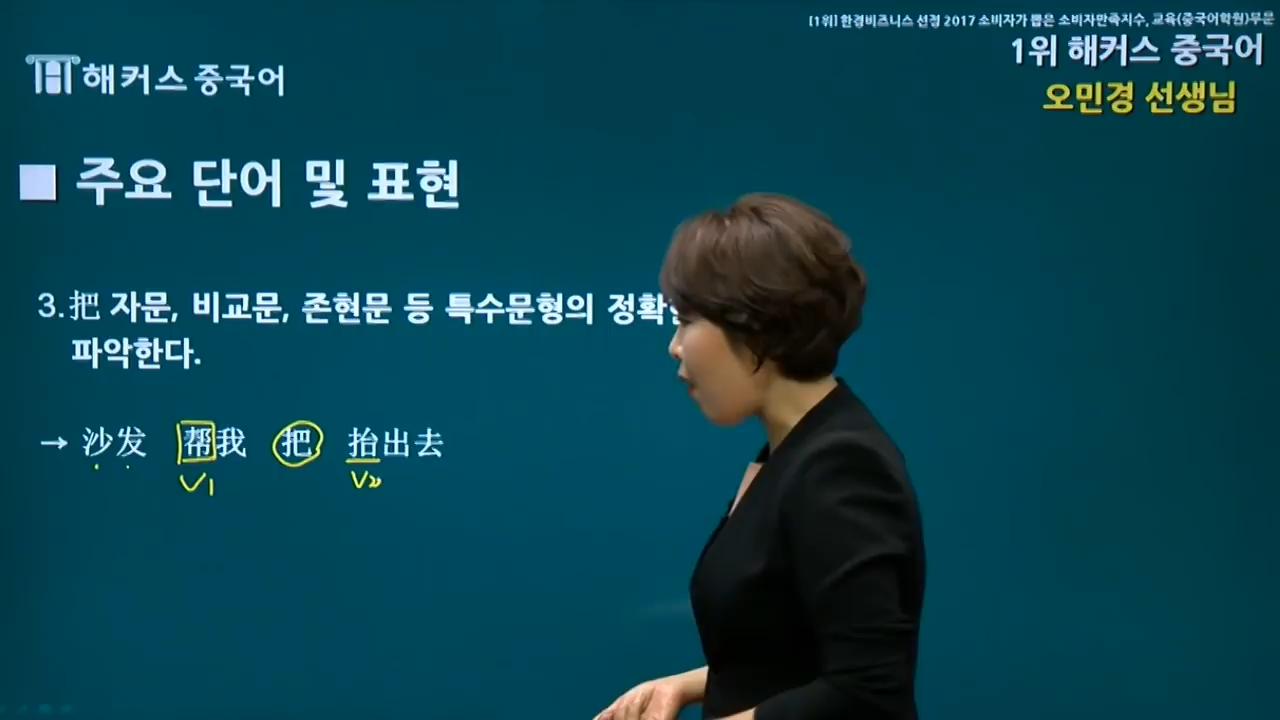 [1위] 한경비즈니스 선정 2017 소비자가 뽑은 소비자만족지수, 교육(중국어학원)부문
1위 해커스 중국어
오민경 선생님
해커스 중국어
■ 주요 단어 및 표현
3. 把 자문, 비교문, 존현문 등 특수문형의 정확
파악한다.
→ 沙发 帮我 把 抬出去
V1 V2